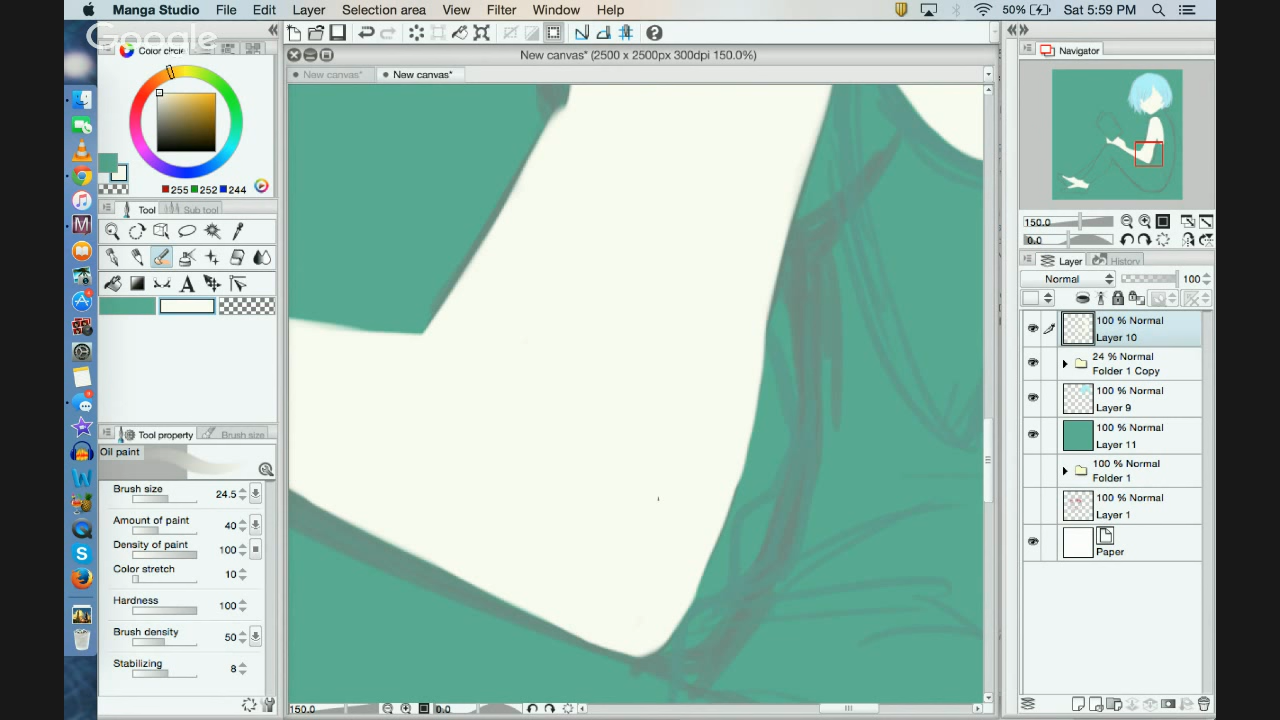 Manga Studio File Edit Layer Selection area View Filter Window Help 50% Sat 5:59 PM
Google
Color circle
New canvas* (2500 x 2500px 300dpi 150.0%)
New canvas* New canvas*
Navigator
255 252 244
Tool Sub tool
150.0
0.0
Layer History
Normal 100
100 % Normal
Layer 10
24 % Normal
Folder 1 Copy
100 % Normal
Layer 9
100 % Normal
Layer 11
100 % Normal
Folder 1
100 % Normal
Layer 1
Paper
Tool property Brush size
Oil paint
Brush size 24.5
Amount of paint 40
Density of paint 100
Color stretch 10
Hardness 100
Brush density 50
Stabilizing 8
150.0 0.0